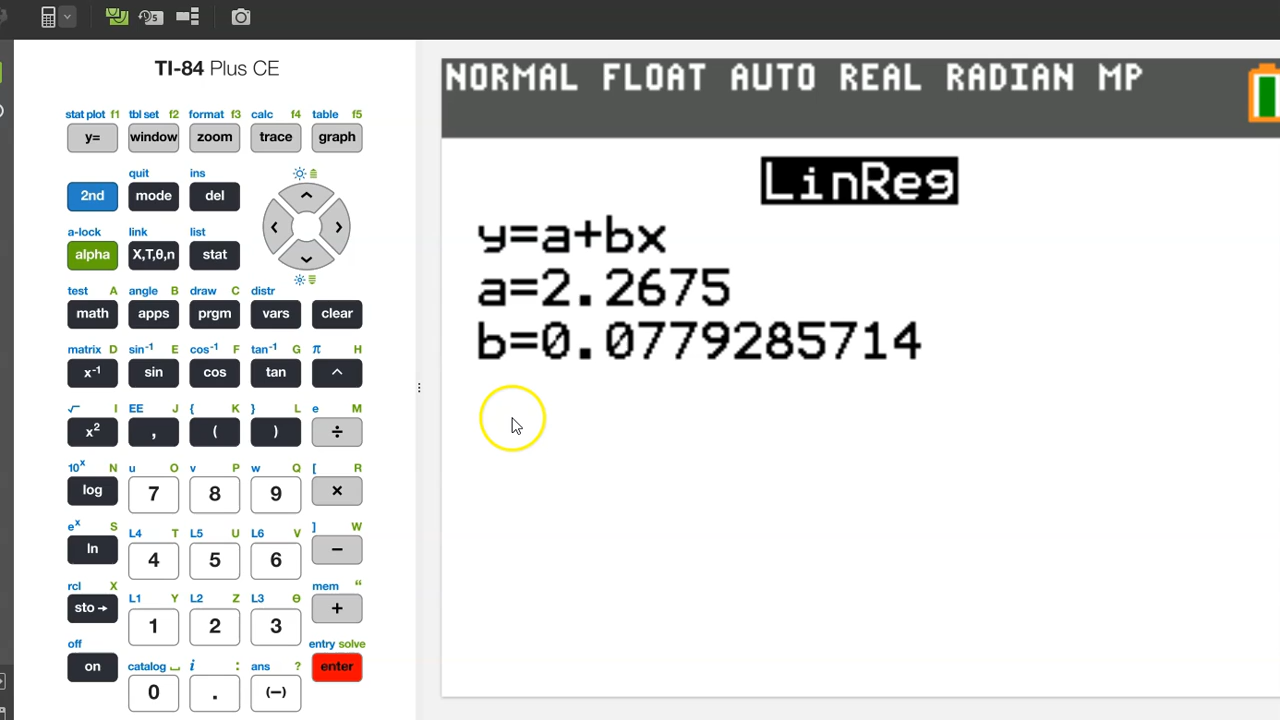 TI-84 Plus CE
NORMAL FLOAT AUTO REAL RADIAN MP
LinReg
y=a+bx
a=2.2675
b=0.0779285714
stat plot f1 tbl set f2 format f3 calc f4 table f5
y= window zoom trace graph
quit ins
2nd mode del
a-lock link list
alpha X,T,θ,n stat
test A angle B draw C distr
math apps prgm vars clear
matrix D sin⁻¹ E cos⁻¹ F tan⁻¹ G π H
x⁻¹ sin cos tan ^
√ I EE J { K } L e M
x² , ( ) ÷
10ˣ N u O v P w Q [ R
log 7 8 9 ×
eˣ S L4 T L5 U L6 V ] W
ln 4 5 6 −
rcl X L1 Y L2 Z L3 θ mem “
sto→ 1 2 3 +
off catalog ⎵ i : ans ? entry solve
on 0 . (−) enter